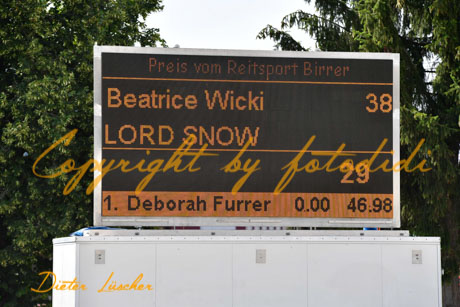 Preis vom Reitsport Birrer
Beatrice Wicki 38
LORD SNOW
Copyright by fotodidi
29
1. Deborah Furrer 0.00 46.98
Dieter Lüscher